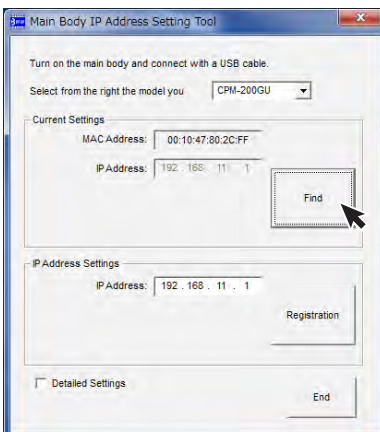 Main Body IP Address Setting Tool
Turn on the main body and connect with a USB cable.
Select from the right the model you CPM-200GU
Current Settings
MAC Address: 00:10:47:80:2C:FF
IP Address: 192 . 168 . 11 . 1
Find
IP Address Settings
IP Address: 192 . 168 . 11 . 1
Registration
Detailed Settings
End